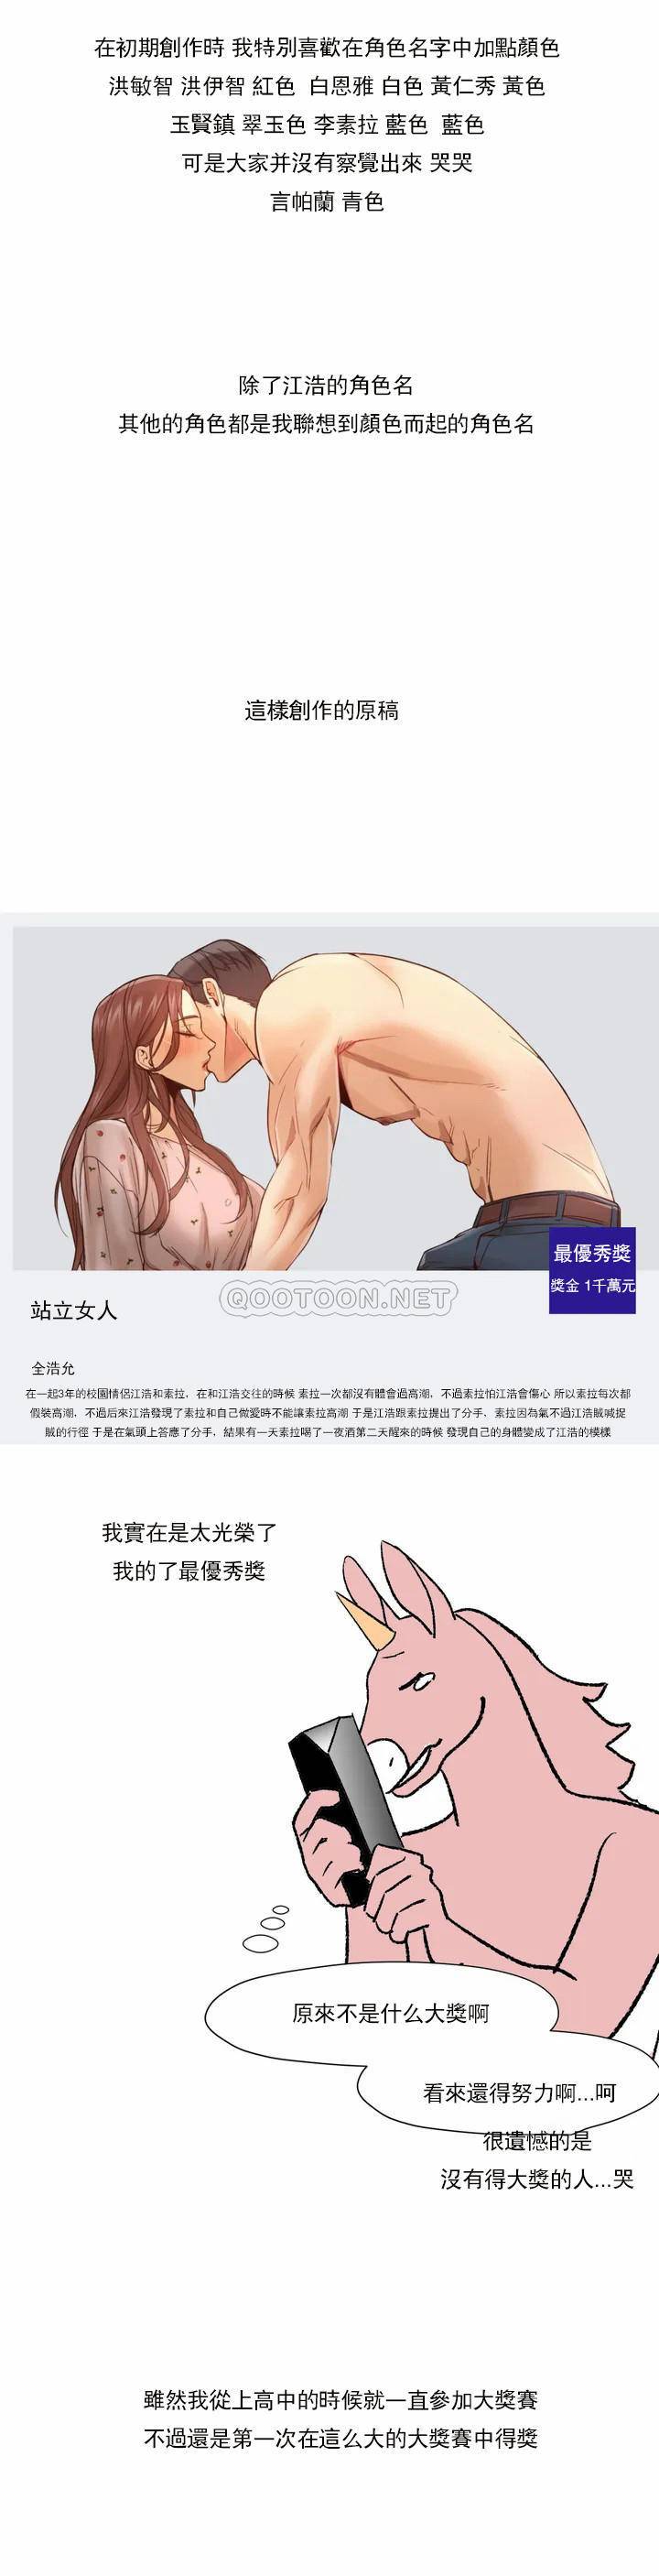 在初期創作時 我特別喜歡在角色名字中加點顏色
洪敏智 洪伊智 紅色 白恩雅 白色 黃仁秀 黃色
玉賢鎮 翠玉色 李素拉 藍色 藍色
可是大家并沒有察覺出來 哭哭
言帕蘭 青色
除了江浩的角色名
其他的角色都是我聯想到顏色而起的角色名
這樣創作的原稿
最優秀獎
獎金 1千萬元
QOOTOON.NET
站立女人
全浩允
在一起3年的校園情侶江浩和素拉，在和江浩交往的時候 素拉一次都沒有體會過高潮，不過素拉怕江浩會傷心 所以素拉每次都
假裝高潮，不過后來江浩發現了素拉和自己做愛時不能讓素拉高潮 于是江浩跟素拉提出了分手，素拉因為氣不過江浩賊喊捉
賊的行徑 于是在氣頭上答應了分手，結果有一天素拉喝了一夜酒第二天醒來的時候 發現自己的身體變成了江浩的模樣
我實在是太光榮了
我的了最優秀獎
原來不是什么大獎啊
看來還得努力啊...呵
很遺憾的是
沒有得大獎的人...哭
雖然我從上高中的時候就一直參加大獎賽
不過還是第一次在這么大的大獎賽中得獎